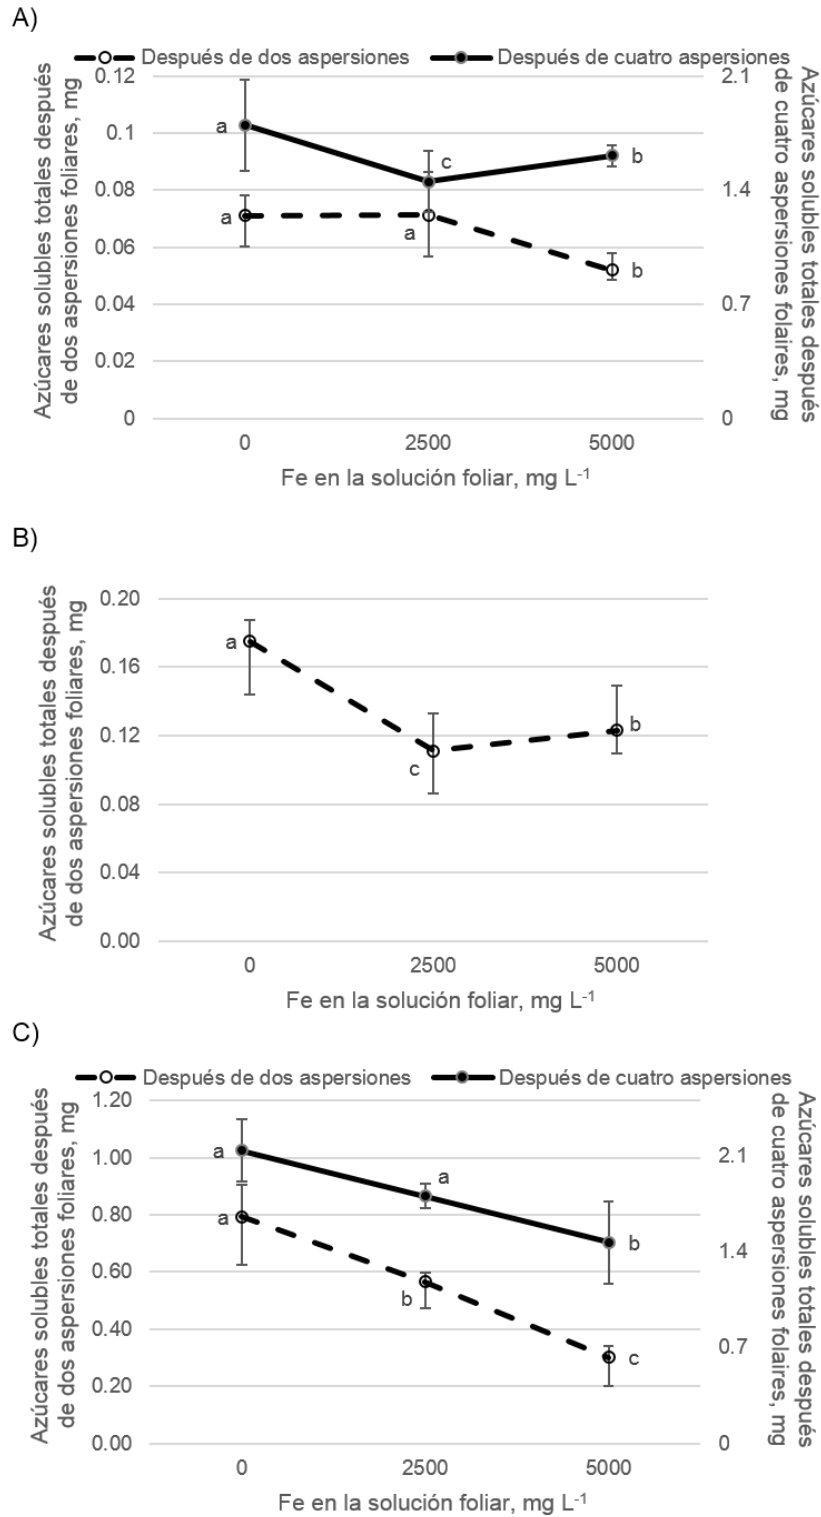 A)
Después de dos aspersiones
Después de cuatro aspersiones
Azúcares solubles totales después
de dos aspersiones foliares, mg
0.12
0.1
0.08
0.06
0.04
0.02
0
a
c
b
a
a
b
2.1
1.4
0.7
0
Azúcares solubles totales después
de cuatro aspersiones folaires, mg
0
2500
5000
Fe en la solución foliar, mg L-1
B)
Azúcares solubles totales después
de dos aspersiones foliares, mg
0.20
0.16
0.12
0.08
0.04
0.00
a
c
b
0
2500
5000
Fe en la solución foliar, mg L-1
C)
Después de dos aspersiones
Después de cuatro aspersiones
Azúcares solubles totales después
de dos aspersiones foliares, mg
1.20
1.00
0.80
0.60
0.40
0.20
0.00
a
a
b
a
b
c
2.1
1.4
0.7
0
Azúcares solubles totales después
de cuatro aspersiones folaires, mg
0
2500
5000
Fe en la solución foliar, mg L-1